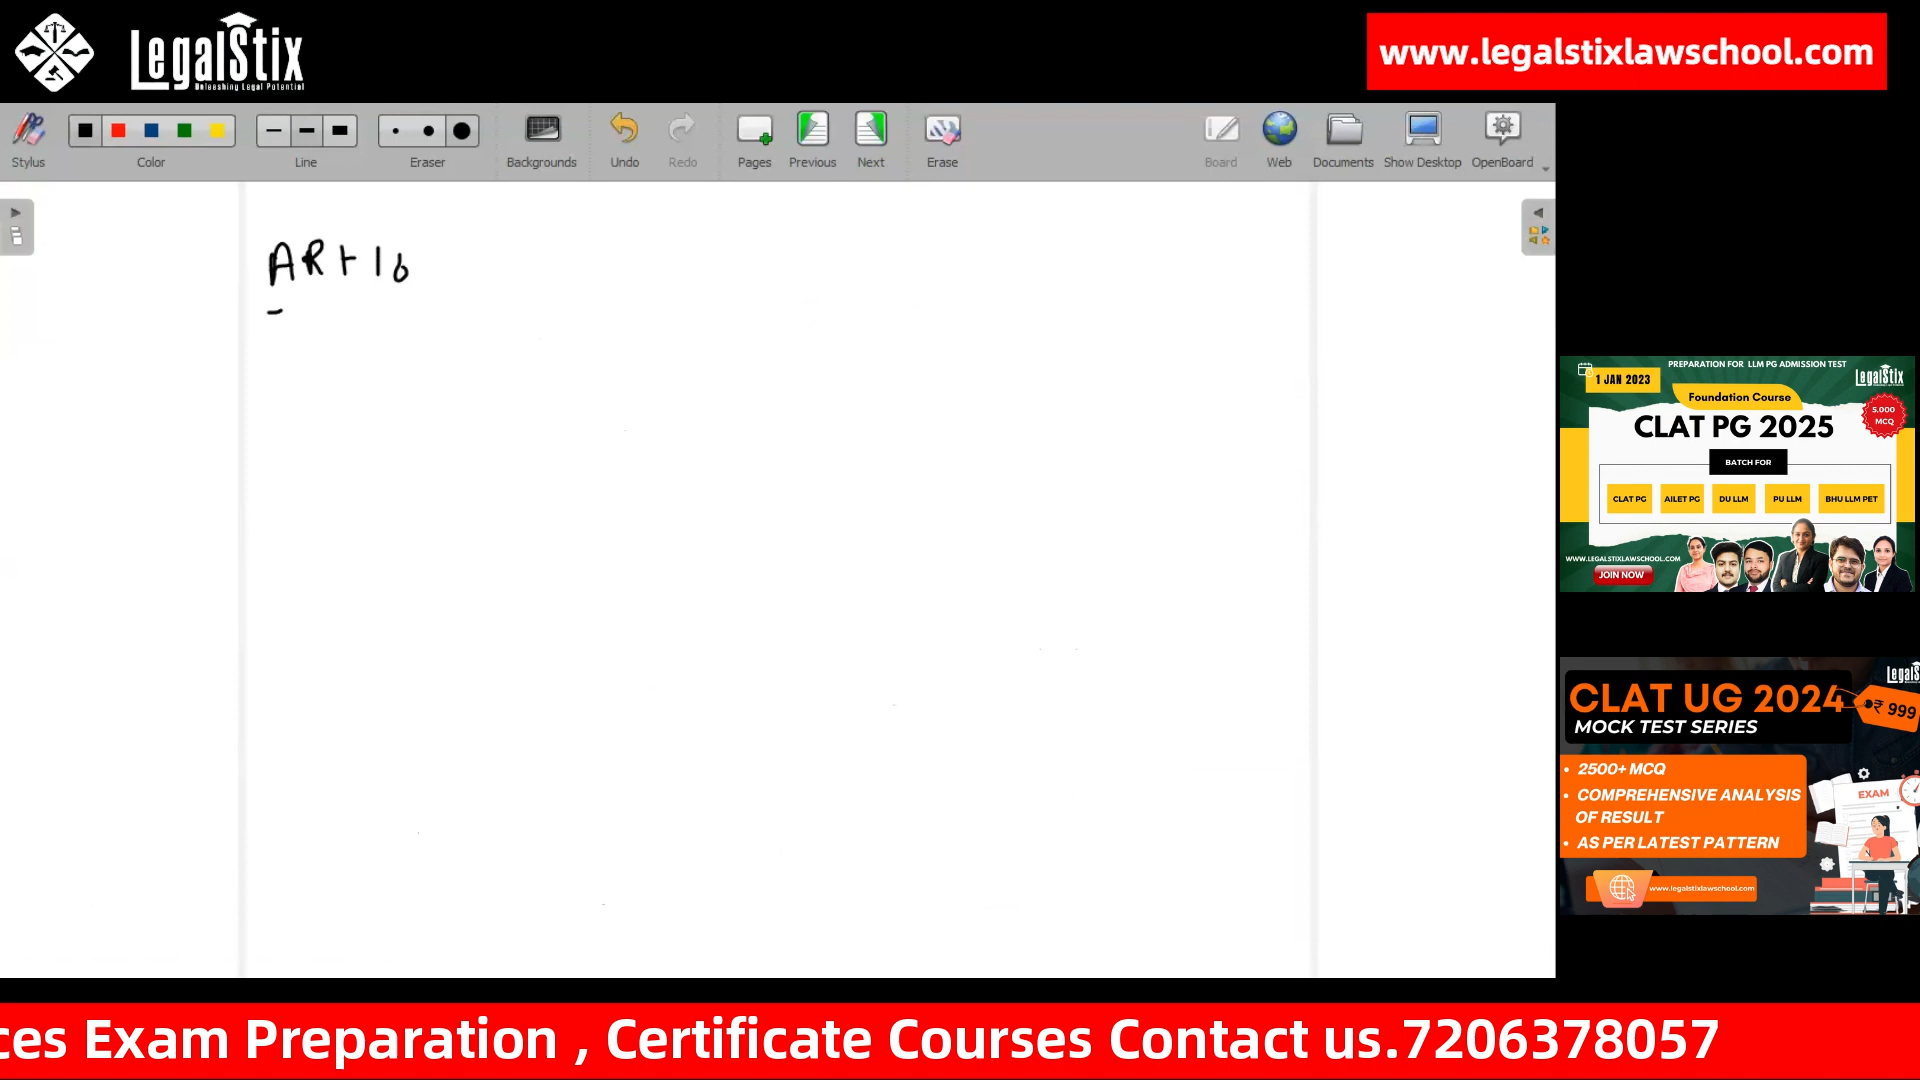 LegalStix
Unleashing Legal Potential
www.legalstixlawschool.com
Stylus
Color
Line
Eraser
Backgrounds
Undo
Redo
Pages
Previous
Next
Erase
Board
Web
Documents
Show Desktop
OpenBoard
ARt 16
PREPARATION FOR LLM PG ADMISSION TEST
1 JAN 2023
LegalStix
Foundation Course
5,000
MCQ
CLAT PG 2025
BATCH FOR
CLAT PG
AILET PG
DU LLM
PU LLM
BHU LLM PET
WWW.LEGALSTIXLAWSCHOOL.COM
JOIN NOW
LegalS
CLAT UG 2024
₹ 999
MOCK TEST SERIES
• 2500+ MCQ
• COMPREHENSIVE ANALYSIS
OF RESULT
• AS PER LATEST PATTERN
EXAM
www.legalstixlawschool.com
ces Exam Preparation , Certificate Courses Contact us.7206378057